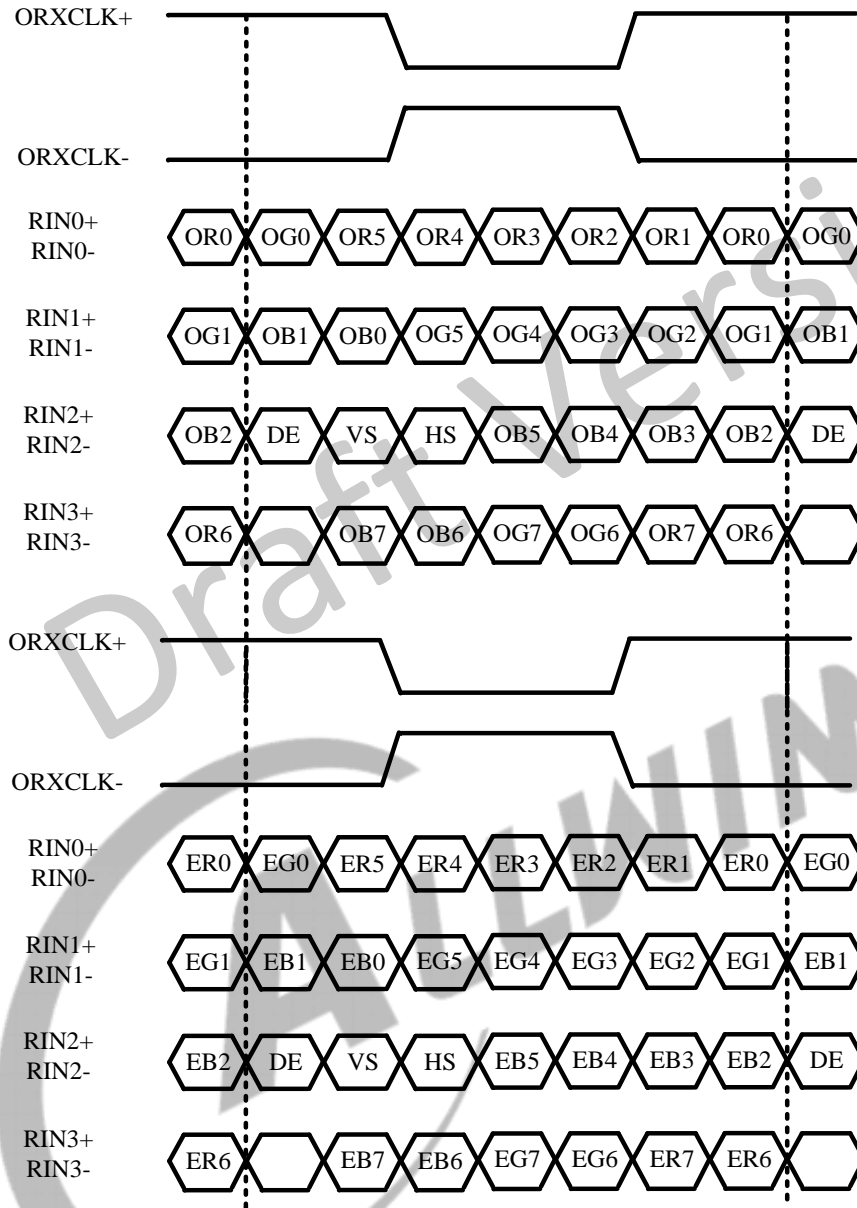 ORXCLK+
ORXCLK-
RIN0+
RIN0-
OR0 OG0 OR5 OR4 OR3 OR2 OR1 OR0 OG0
RIN1+
RIN1-
OG1 OB1 OB0 OG5 OG4 OG3 OG2 OG1 OB1
RIN2+
RIN2-
OB2 DE VS HS OB5 OB4 OB3 OB2 DE
RIN3+
RIN3-
OR6 OB7 OB6 OG7 OG6 OR7 OR6
ORXCLK+
ORXCLK-
RIN0+
RIN0-
ER0 EG0 ER5 ER4 ER3 ER2 ER1 ER0 EG0
RIN1+
RIN1-
EG1 EB1 EB0 EG5 EG4 EG3 EG2 EG1 EB1
RIN2+
RIN2-
EB2 DE VS HS EB5 EB4 EB3 EB2 DE
RIN3+
RIN3-
ER6 EB7 EB6 EG7 EG6 ER7 ER6
Draft Versi
ALLWIN